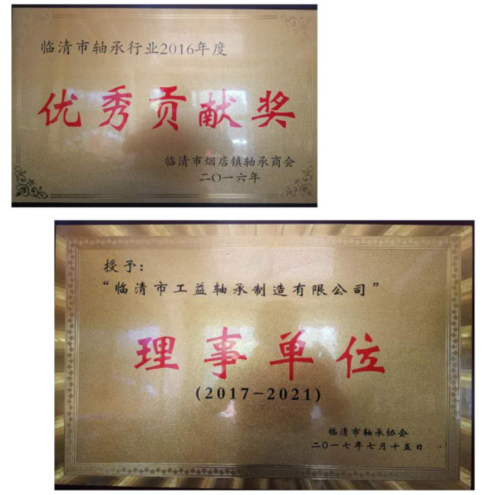 临清市轴承行业2016年度
优秀贡献奖
临清市烟店镇轴承商会
二〇一六年
授予：
“临清市工益轴承制造有限公司”
理事单位
(2017-2021)
临清市轴承协会
二〇一七年七月十五日